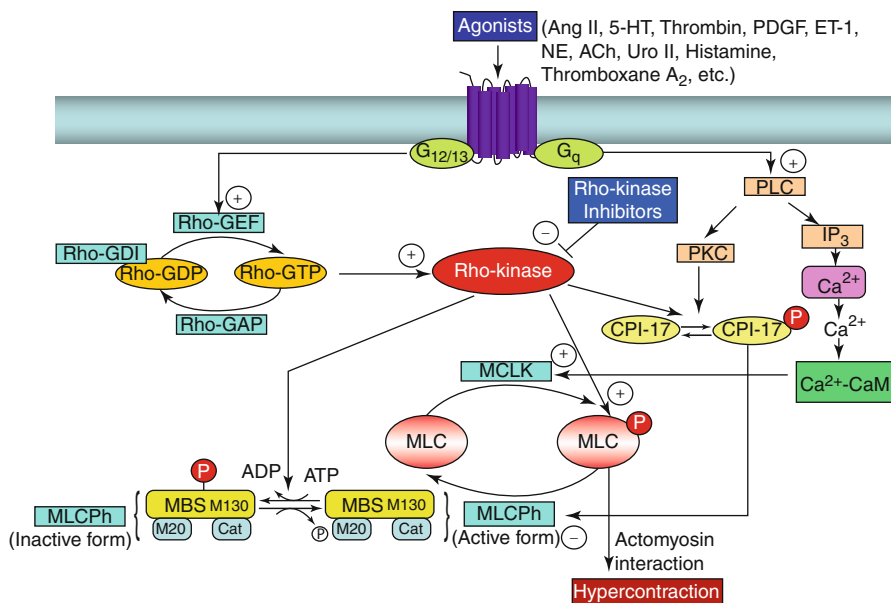 Agonists
(Ang II, 5-HT, Thrombin, PDGF, ET-1,
NE, ACh, Uro II, Histamine,
Thromboxane A₂, etc.)
G₁₂/₁₃
Gq
+
PLC
+
Rho-GEF
Rho-kinase
Inhibitors
−
Rho-GDI
Rho-GDP
Rho-GTP
+
Rho-kinase
PKC
IP₃
Ca²⁺
Rho-GAP
CPI-17
CPI-17
P
Ca²⁺
MCLK
+
+
Ca²⁺-CaM
MLC
MLC
P
P
ADP
ATP
MLCPh
(Inactive form)
MBS M130
M20
Cat
P
MBS M130
M20
Cat
MLCPh
(Active form)
−
Actomyosin
interaction
Hypercontraction